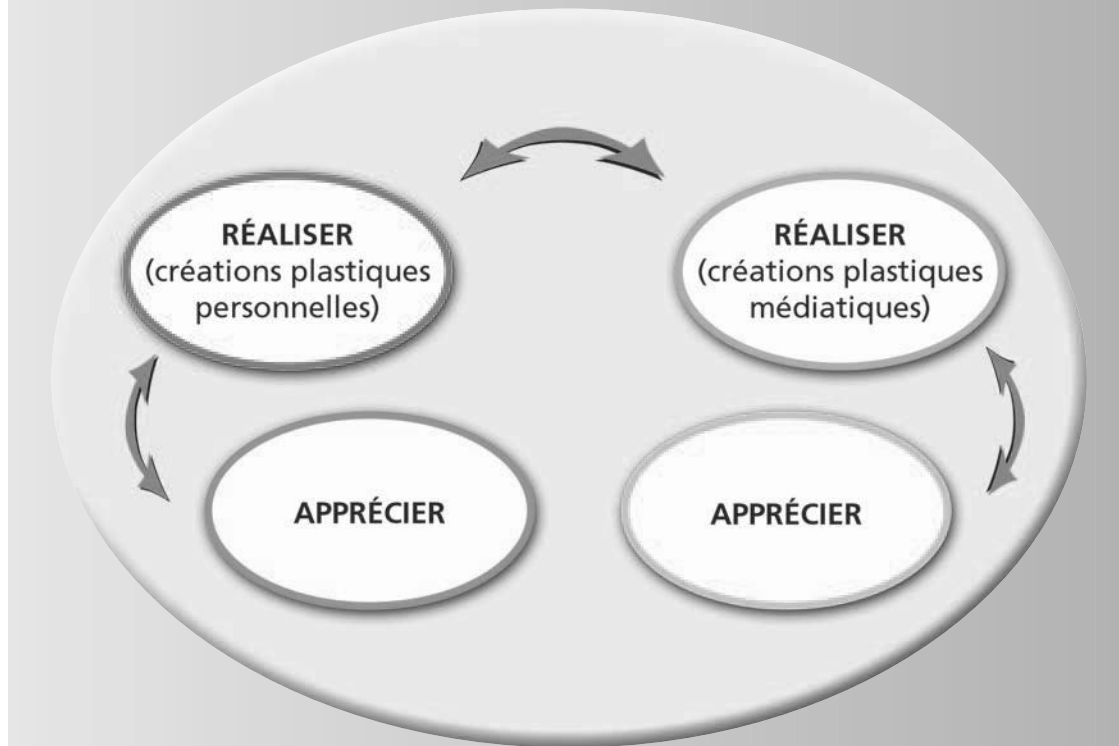 RÉALISER
(créations plastiques
personnelles)
RÉALISER
(créations plastiques
médiatiques)
APPRÉCIER
APPRÉCIER